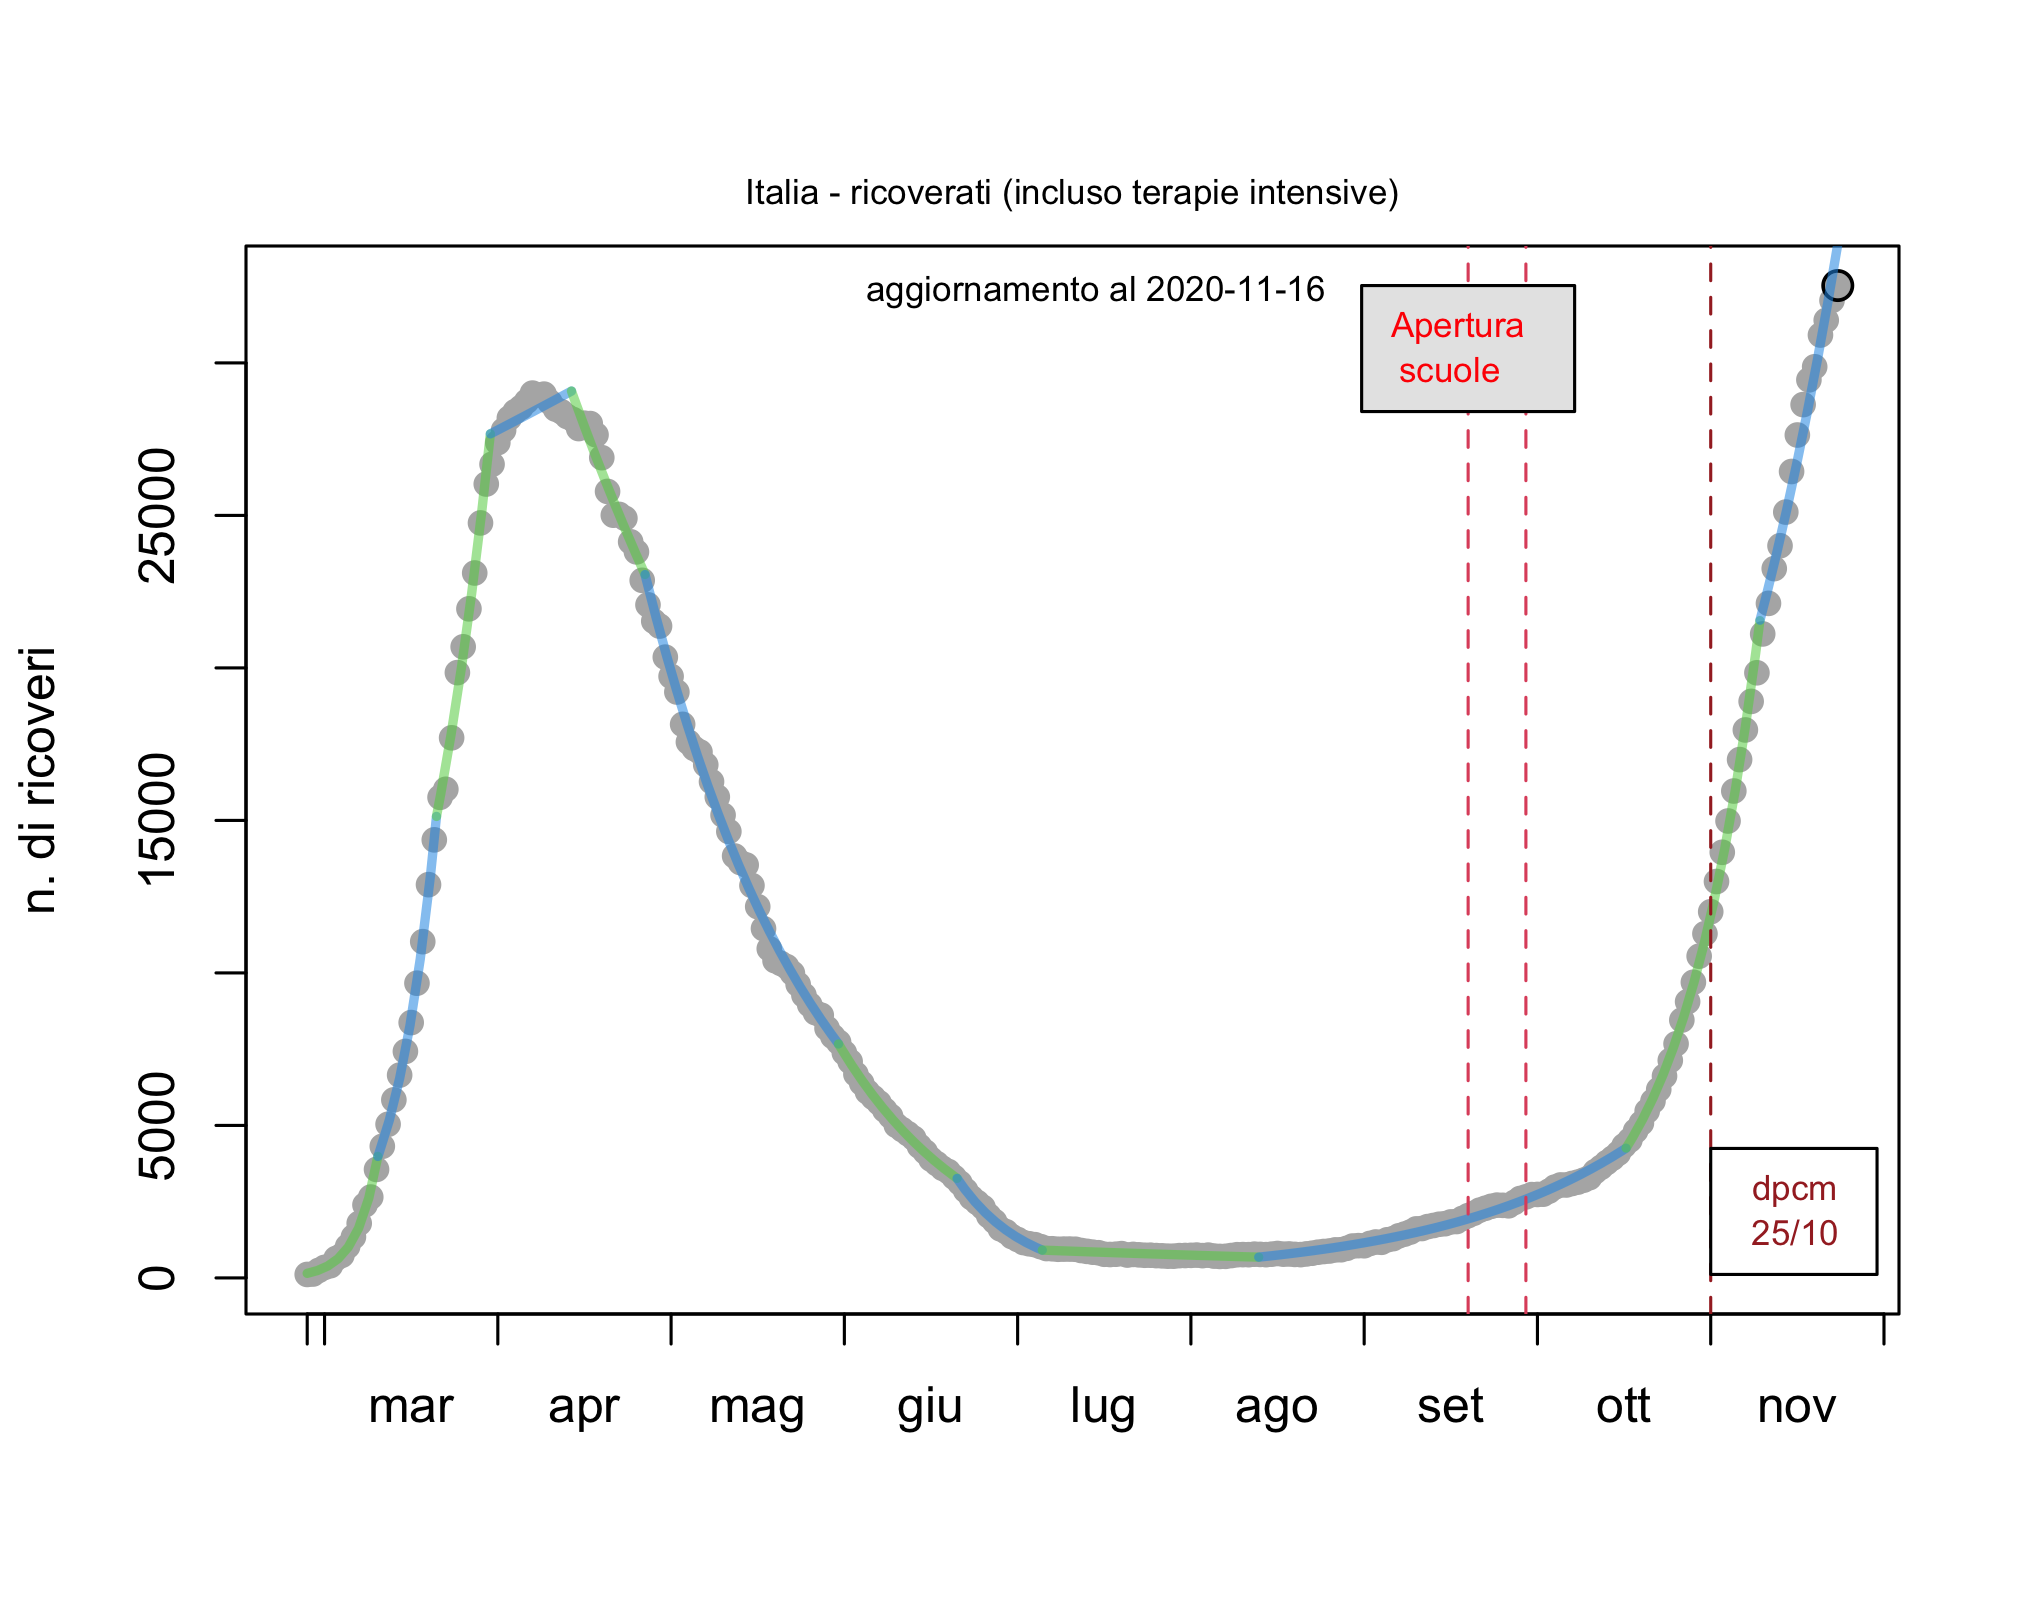 Italia - ricoverati (incluso terapie intensive)
aggiornamento al 2020-11-16
Apertura
scuole
n. di ricoveri
25000
15000
5000
0
dpcm
25/10
mar apr mag giu lug ago set ott nov